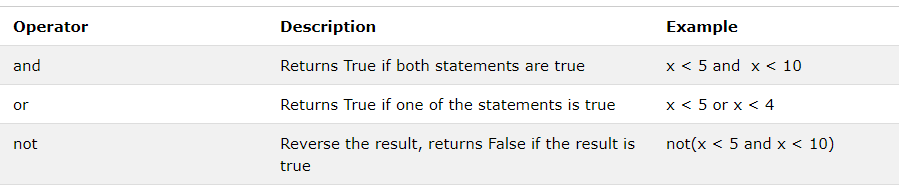 Operator Description Example
and Returns True if both statements are true x < 5 and  x < 10
or Returns True if one of the statements is true x < 5 or x < 4
not Reverse the result, returns False if the result is not(x < 5 and x < 10)
true